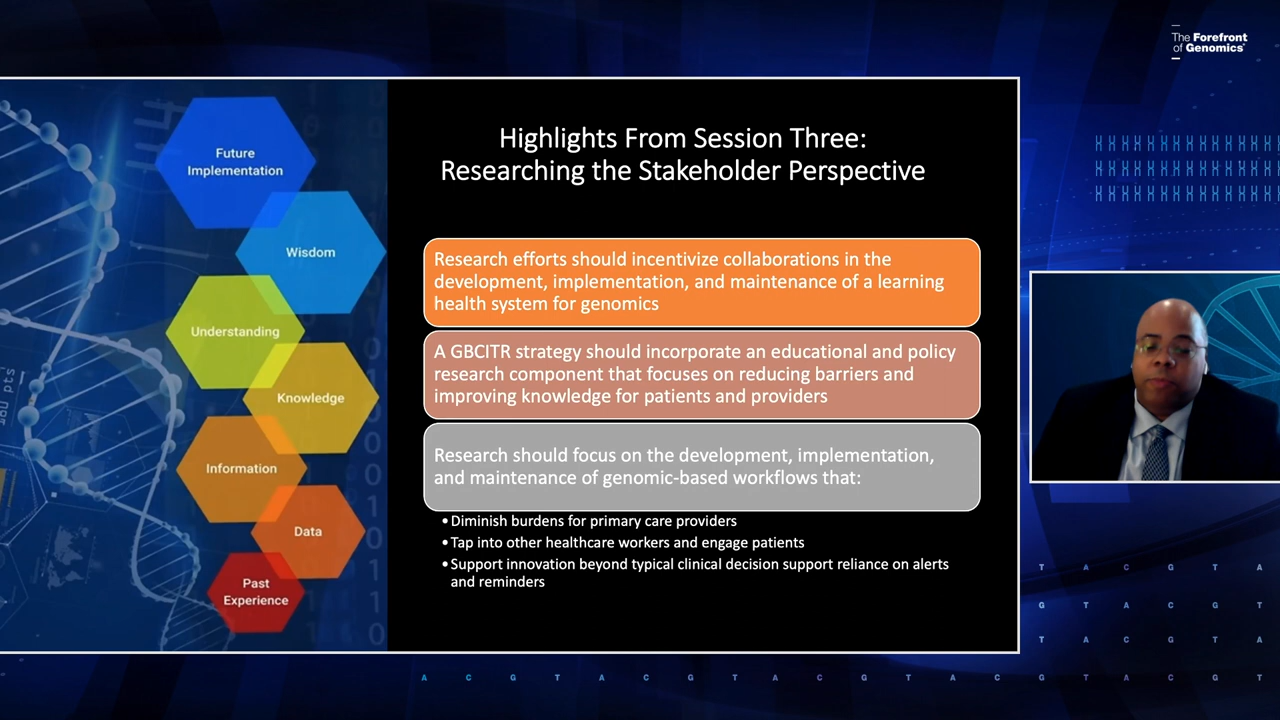 The Forefront
of Genomics®
Future
Implementation
Wisdom
Understanding
Knowledge
Information
Data
Past
Experience
Highlights From Session Three:
Researching the Stakeholder Perspective
Research efforts should incentivize collaborations in the
development, implementation, and maintenance of a learning
health system for genomics
A GBCITR strategy should incorporate an educational and policy
research component that focuses on reducing barriers and
improving knowledge for patients and providers
Research should focus on the development, implementation,
and maintenance of genomic-based workflows that:
• Diminish burdens for primary care providers
• Tap into other healthcare workers and engage patients
• Support innovation beyond typical clinical decision support reliance on alerts
and reminders
T A C G T A
G T A C G T
T A C G T A
A C G T A C G T A C G T A C G T A C G T